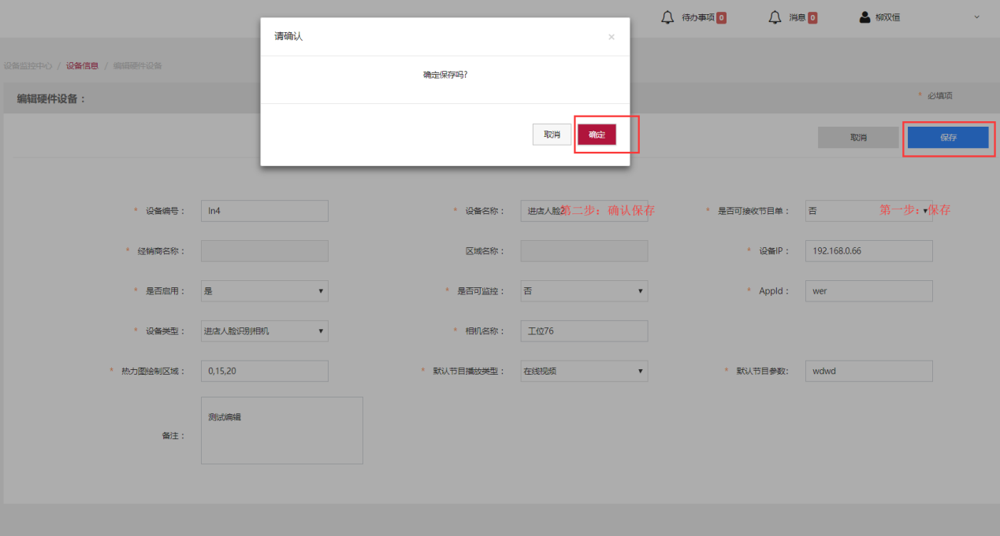 待办事项 0 消息 0 柳双恒
请确认 ×
设备监控中心 / 设备信息 / 编辑硬件设备
确定保存吗?
编辑硬件设备：
* 必填项
取消 确定
取消 保存
* 设备编号： In4 * 设备名称： 进店人脸2 第二步：确认保存 * 是否可接收节目单： 否 第一步：保存
* 经销商名称： 区域名称： * 设备IP： 192.168.0.66
* 是否启用： 是 * 是否可监控： 否 * AppId： wer
* 设备类型： 进店人脸识别相机 * 相机名称： 工位76
* 热力图绘制区域： 0,15,20 * 默认节目播放类型： 在线视频 * 默认节目参数: wdwd
测试编辑
备注：